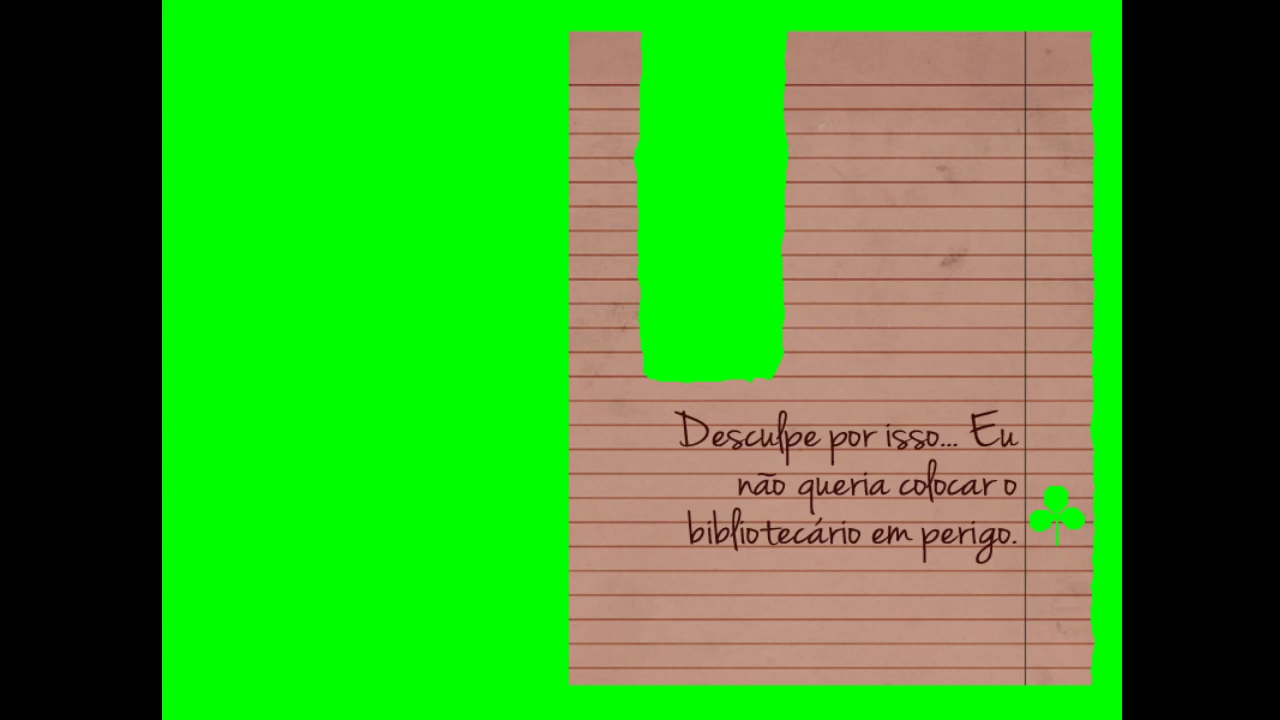 Desculpe por isso... Eu
não queria colocar o
bibliotecário em perigo.